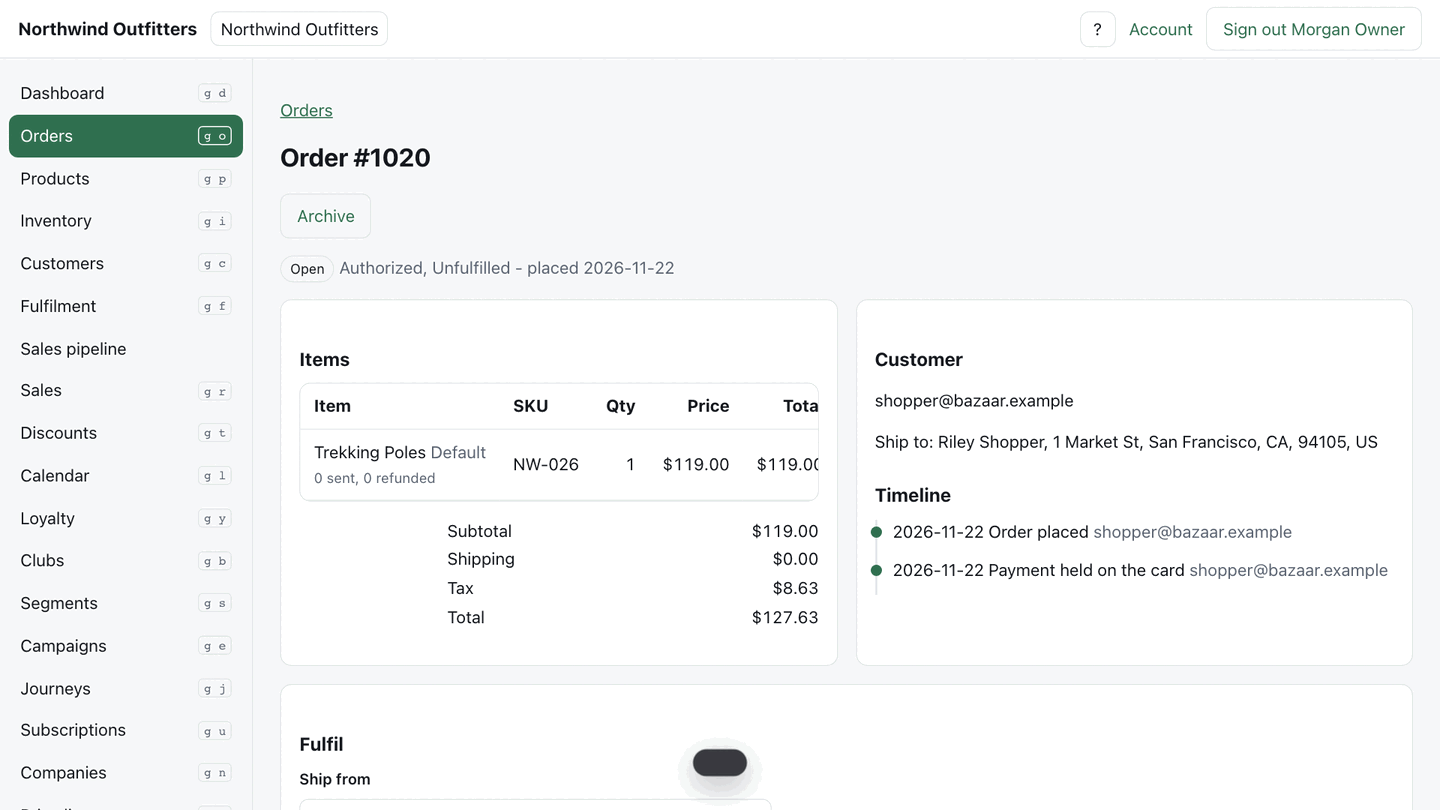 Northwind Outfitters Northwind Outfitters ? Account Sign out Morgan Owner
Dashboard g d
Orders g o
Products g p
Inventory g i
Customers g c
Fulfilment g f
Sales pipeline
Sales g r
Discounts g t
Calendar g l
Loyalty g y
Clubs g b
Segments g s
Campaigns g e
Journeys g j
Subscriptions g u
Companies g n
Orders
Order #1020
Archive
Open Authorized, Unfulfilled - placed 2026-11-22
Items
Item SKU Qty Price Tota
Trekking Poles Default NW-026 1 $119.00 $119.00
0 sent, 0 refunded
Subtotal $119.00
Shipping $0.00
Tax $8.63
Total $127.63
Customer
shopper@bazaar.example
Ship to: Riley Shopper, 1 Market St, San Francisco, CA, 94105, US
Timeline
2026-11-22 Order placed shopper@bazaar.example
2026-11-22 Payment held on the card shopper@bazaar.example
Fulfil
Ship from